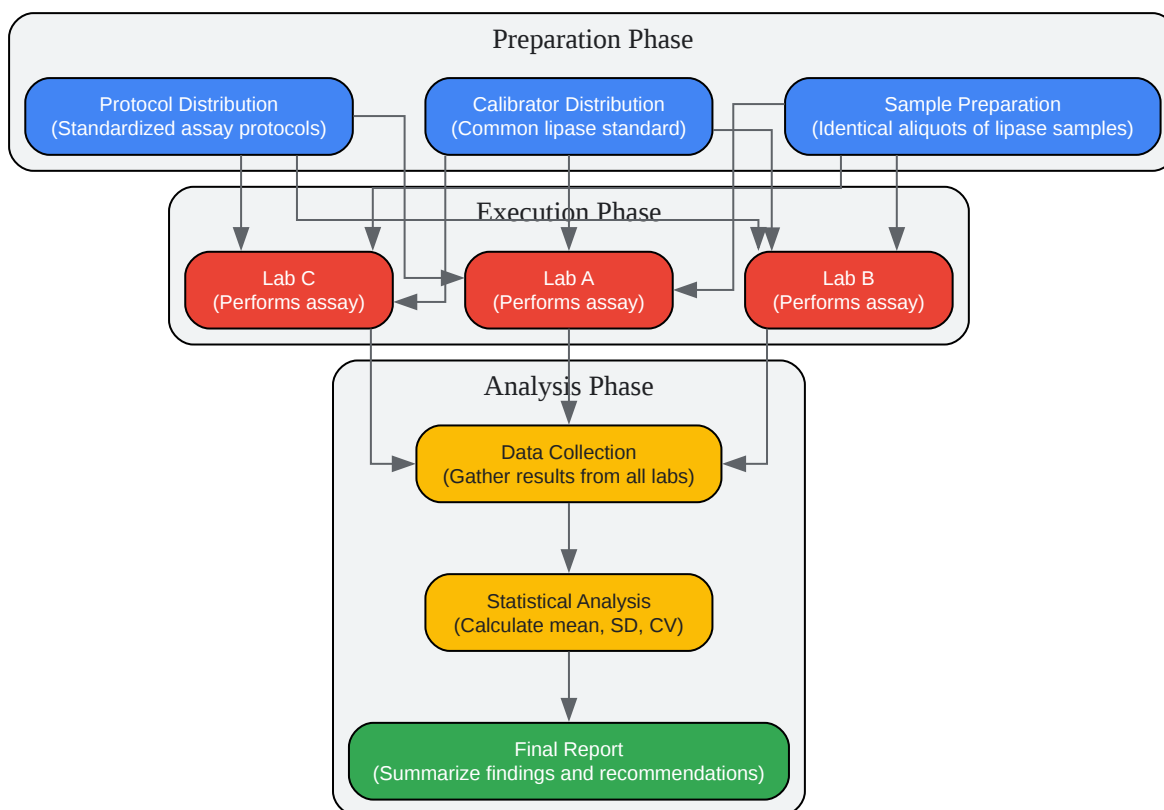 Preparation Phase
Protocol Distribution
(Standardized assay protocols)
Calibrator Distribution
(Common lipase standard)
Sample Preparation
(Identical aliquots of lipase samples)
Execution Phase
Lab C
(Performs assay)
Lab A
(Performs assay)
Lab B
(Performs assay)
Analysis Phase
Data Collection
(Gather results from all labs)
Statistical Analysis
(Calculate mean, SD, CV)
Final Report
(Summarize findings and recommendations)